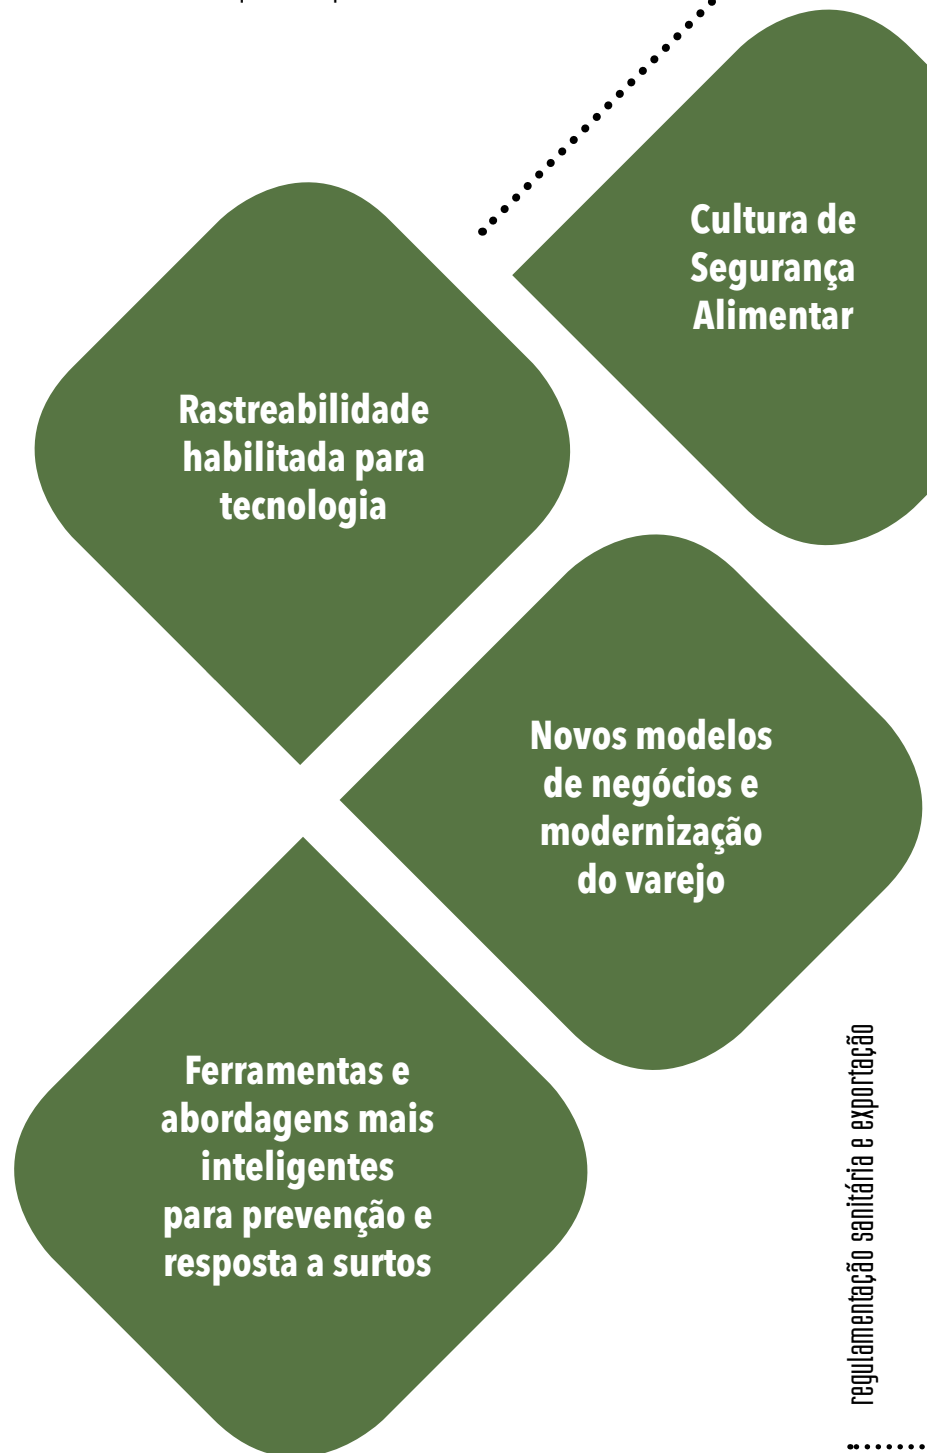 Cultura de
Segurança
Alimentar
Rastreabilidade
habilitada para
tecnologia
Novos modelos
de negócios e
modernização
do varejo
Ferramentas e
abordagens mais
inteligentes
para prevenção e
resposta a surtos
regulamentação sanitária e exportação